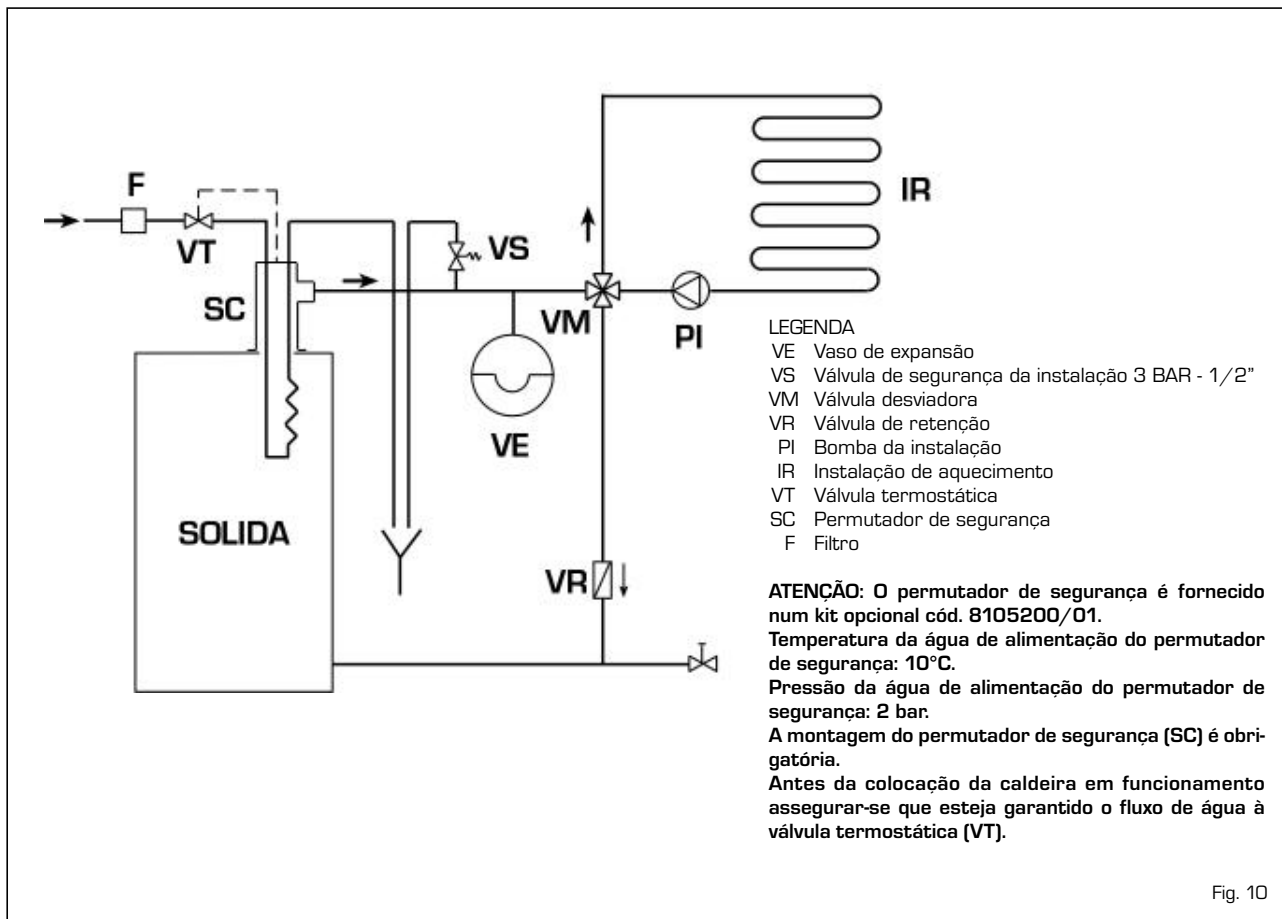 F
VT
SC
VS
VM
PI
IR
VE
SOLIDA
VR
LEGENDA
VE Vaso de expansão
VS Válvula de segurança da instalação 3 BAR - 1/2”
VM Válvula desviadora
VR Válvula de retenção
PI Bomba da instalação
IR Instalação de aquecimento
VT Válvula termostática
SC Permutador de segurança
F Filtro
ATENÇÃO: O permutador de segurança é fornecido
num kit opcional cód. 8105200/01.
Temperatura da água de alimentação do permutador
de segurança: 10°C.
Pressão da água de alimentação do permutador de
segurança: 2 bar.
A montagem do permutador de segurança (SC) é obri-
gatória.
Antes da colocação da caldeira em funcionamento
assegurar-se que esteja garantido o fluxo de água à
válvula termostática (VT).
Fig. 10